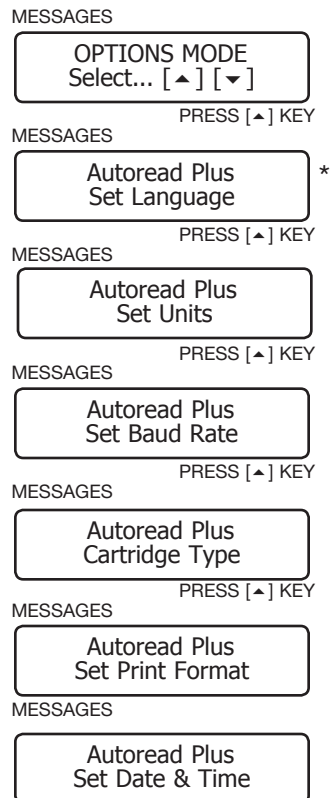 MESSAGES
OPTIONS MODE
Select... [▲] [▼]
PRESS [▲] KEY
MESSAGES
Autoread Plus *
Set Language
PRESS [▲] KEY
MESSAGES
Autoread Plus
Set Units
PRESS [▲] KEY
MESSAGES
Autoread Plus
Set Baud Rate
PRESS [▲] KEY
MESSAGES
Autoread Plus
Cartridge Type
PRESS [▲] KEY
MESSAGES
Autoread Plus
Set Print Format
MESSAGES
Autoread Plus
Set Date & Time